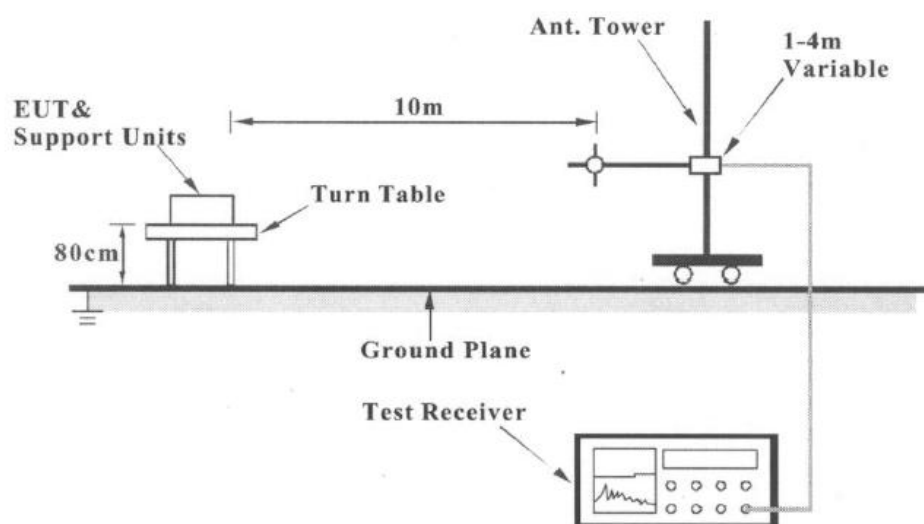 Ant. Tower
1-4m
Variable
EUT&
Support Units
10m
Turn Table
80cm
Ground Plane
Test Receiver